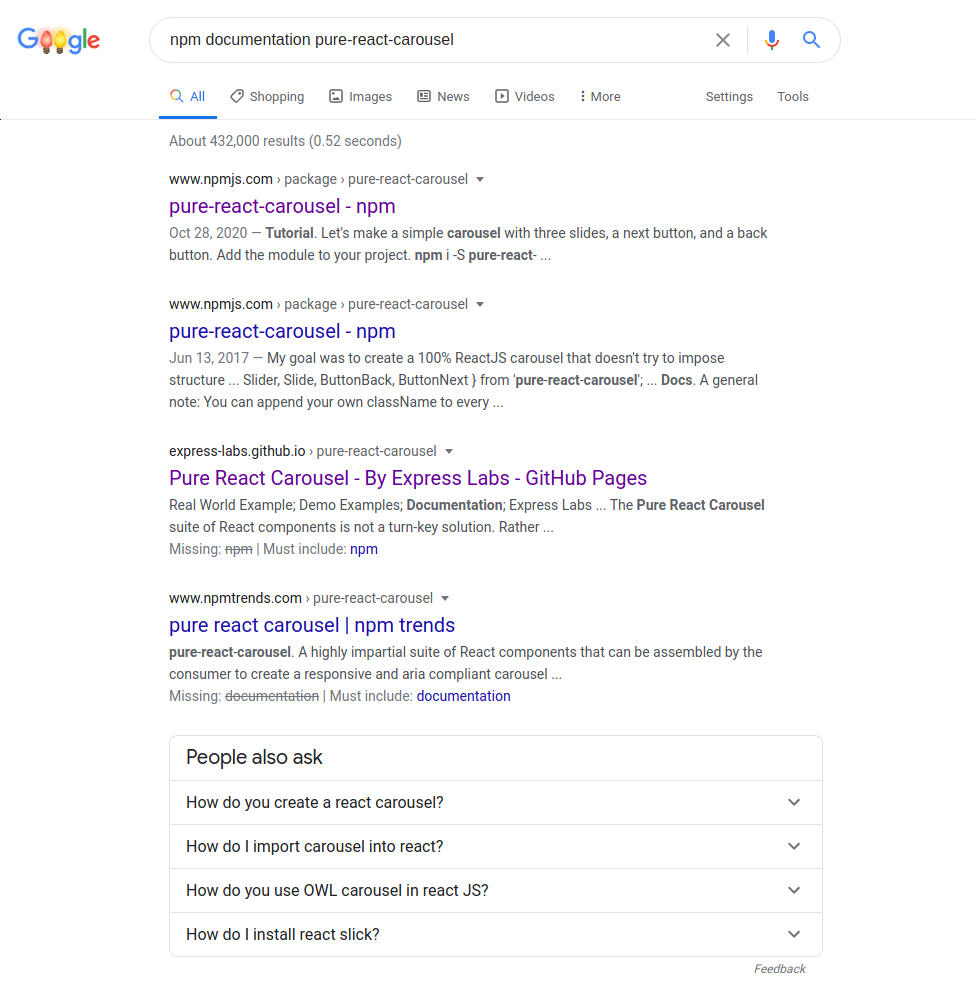 Google
npm documentation pure-react-carousel
All Shopping Images News Videos More Settings Tools
About 432,000 results (0.52 seconds)
www.npmjs.com › package › pure-react-carousel
pure-react-carousel - npm
Oct 28, 2020 — Tutorial. Let's make a simple carousel with three slides, a next button, and a back
button. Add the module to your project. npm i -S pure-react- ...
www.npmjs.com › package › pure-react-carousel
pure-react-carousel - npm
Jun 13, 2017 — My goal was to create a 100% ReactJS carousel that doesn't try to impose
structure ... Slider, Slide, ButtonBack, ButtonNext } from 'pure-react-carousel'; ... Docs. A general
note: You can append your own className to every ...
express-labs.github.io › pure-react-carousel
Pure React Carousel - By Express Labs - GitHub Pages
Real World Example; Demo Examples; Documentation; Express Labs ... The Pure React Carousel
suite of React components is not a turn-key solution. Rather ...
Missing: npm | Must include: npm
www.npmtrends.com › pure-react-carousel
pure react carousel | npm trends
pure-react-carousel. A highly impartial suite of React components that can be assembled by the
consumer to create a responsive and aria compliant carousel ...
Missing: documentation | Must include: documentation
People also ask
How do you create a react carousel?
How do I import carousel into react?
How do you use OWL carousel in react JS?
How do I install react slick?
Feedback